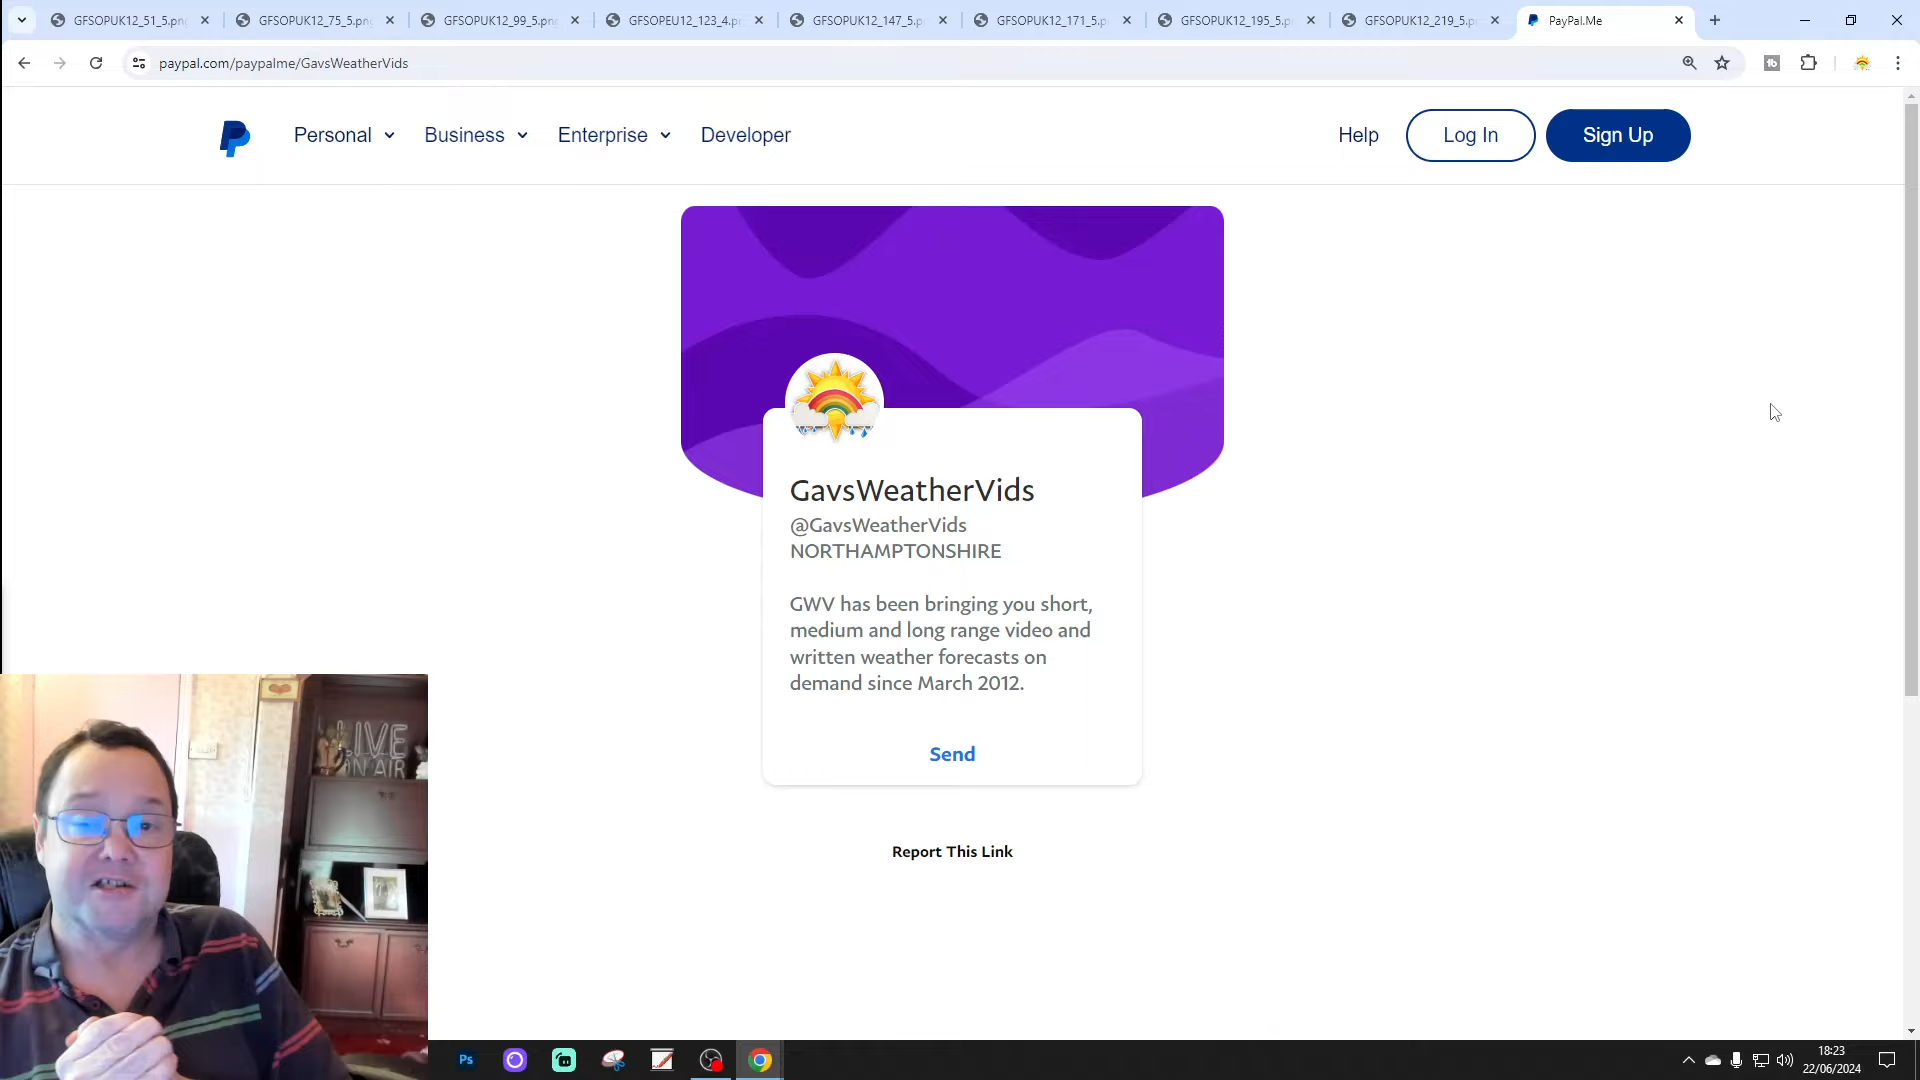 GFSOPUK12_51_5.pn
GFSOPUK12_75_5.pn
GFSOPUK12_99_5.pn
GFSOPEU12_123_4.p
GFSOPUK12_147_5.p
GFSOPUK12_171_5.p
GFSOPUK12_195_5.p
GFSOPUK12_219_5.p
PayPal.Me
paypal.com/paypalme/GavsWeatherVids
Personal
Business
Enterprise
Developer
Help
Log In
Sign Up
GavsWeatherVids
@GavsWeatherVids
NORTHAMPTONSHIRE
GWV has been bringing you short,
medium and long range video and
written weather forecasts on
demand since March 2012.
Send
Report This Link
LIVE
ON AIR
Ps
18:23
22/06/2024